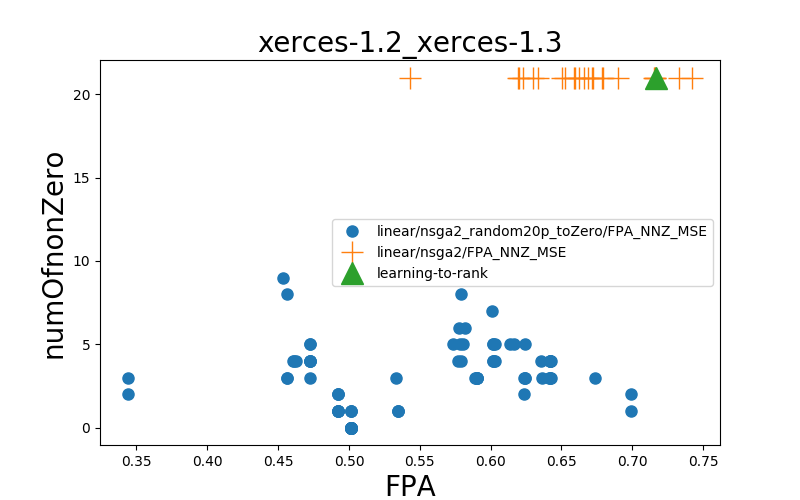 xerces-1.2_xerces-1.3
numOfnonZero
20
15
10
5
0
linear/nsga2_random20p_toZero/FPA_NNZ_MSE
linear/nsga2/FPA_NNZ_MSE
learning-to-rank
0.35 0.40 0.45 0.50 0.55 0.60 0.65 0.70 0.75
FPA